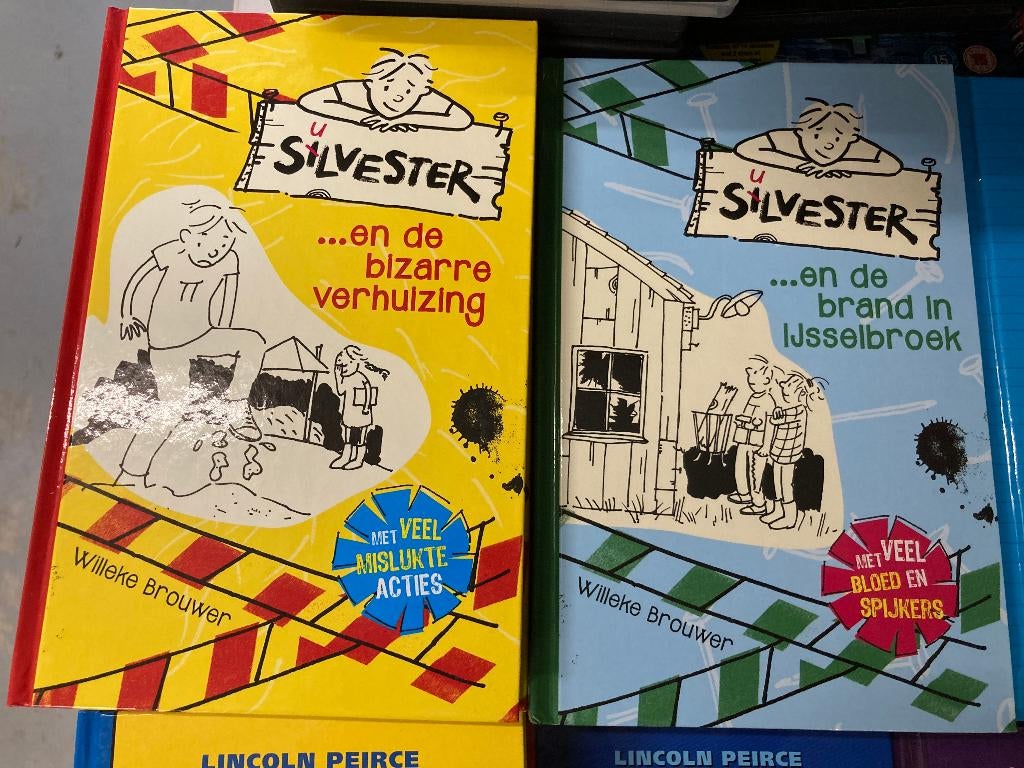 SILVESTER
u
...en de
bizarre
verhuizing
MET VEEL
MISLUKTE
ACTIES
Willeke Brouwer
LINCOLN PEIRCE
15
SILVESTER
u
...en de
brand in
IJsselbroek
MET VEEL
BLOED EN
SPIJKERS
Willeke Brouwer
LINCOLN PEIRCE